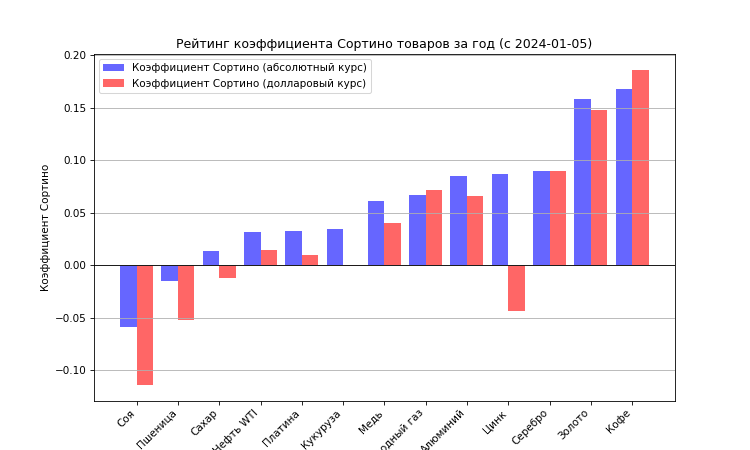 Рейтинг коэффициента Сортино товаров за год (с 2024-01-05)
Коэффициент Сортино (абсолютный курс)
Коэффициент Сортино (долларовый курс)
Коэффициент Сортино
0.20
0.15
0.10
0.05
0.00
−0.05
−0.10
Соя
Пшеница
Сахар
Нефть WTI
Платина
Кукуруза
Медь
газ
Алюминий
Цинк
Серебро
Золото
Кофе